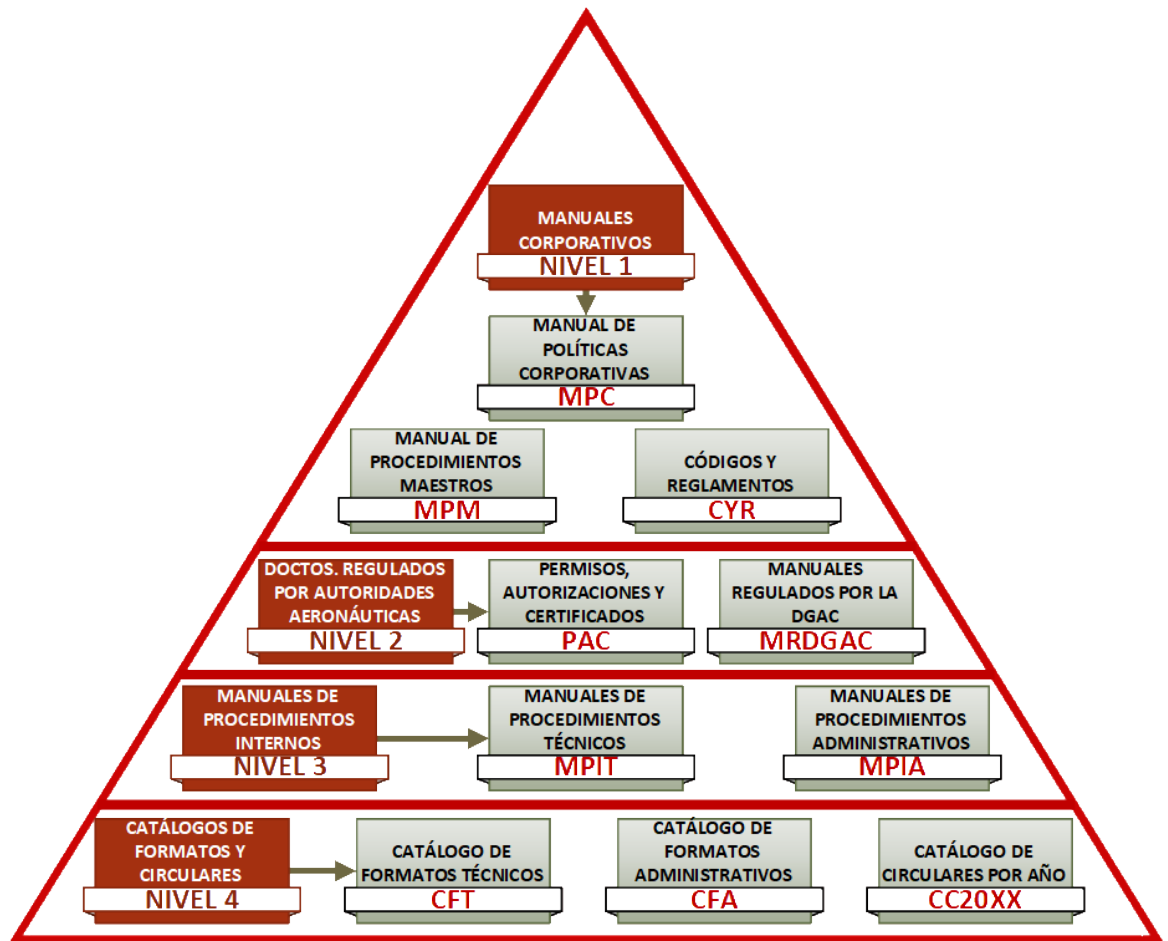 MANUALES
CORPORATIVOS
NIVEL 1
MANUAL DE
POLÍTICAS
CORPORATIVAS
MPC
MANUAL DE
PROCEDIMIENTOS
MAESTROS
MPM
CÓDIGOS Y
REGLAMENTOS
CYR
DOCTOS. REGULADOS
POR AUTORIDADES
AERONÁUTICAS
NIVEL 2
PERMISOS,
AUTORIZACIONES Y
CERTIFICADOS
PAC
MANUALES
REGULADOS POR LA
DGAC
MRDGAC
MANUALES DE
PROCEDIMIENTOS
INTERNOS
NIVEL 3
MANUALES DE
PROCEDIMIENTOS
TÉCNICOS
MPIT
MANUALES DE
PROCEDIMIENTOS
ADMINISTRATIVOS
MPIA
CATÁLOGOS DE
FORMATOS Y
CIRCULARES
NIVEL 4
CATÁLOGO DE
FORMATOS TÉCNICOS
CFT
CATÁLOGO DE
FORMATOS
ADMINISTRATIVOS
CFA
CATÁLOGO DE
CIRCULARES POR AÑO
CC20XX